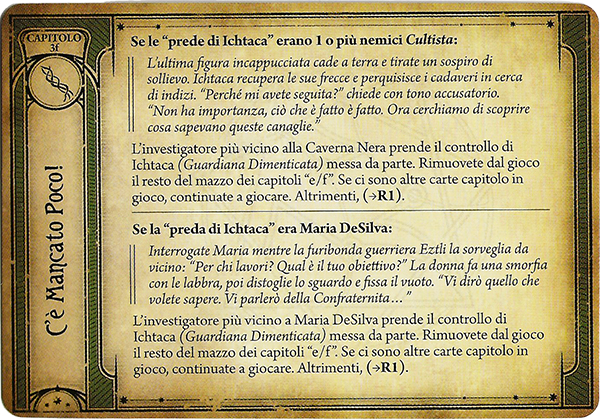 CAPITOLO
3f
C'è Mancato Poco!
Se le “prede di Ichtaca” erano 1 o più nemici Cultista:
L'ultima figura incappucciata cade a terra e tirate un sospiro di
sollievo. Ichtaca recupera le sue frecce e perquisisce i cadaveri in cerca
di indizi. “Perché mi avete seguita?” chiede con tono accusatorio.
“Non ha importanza, ciò che è fatto è fatto. Ora cerchiamo di scoprire
cosa sapevano queste canaglie.”
L'investigatore più vicino alla Caverna Nera prende il controllo di
Ichtaca (Guardiana Dimenticata) messa da parte. Rimuovete dal gioco
il resto del mazzo dei capitoli “e/f”. Se ci sono altre carte capitolo in
gioco, continuate a giocare. Altrimenti, (→R1).
Se la “preda di Ichtaca” era Maria DeSilva:
Interrogate Maria mentre la furibonda guerriera Eztli la sorveglia da
vicino: “Per chi lavori? Qual è il tuo obiettivo?” La donna fa una smorfia
con le labbra, poi distoglie lo sguardo e fissa il vuoto. “Vi dirò quello che
volete sapere. Vi parlerò della Confraternita…”
L'investigatore più vicino a Maria DeSilva prende il controllo di
Ichtaca (Guardiana Dimenticata) messa da parte. Rimuovete dal gioco
il resto del mazzo dei capitoli “e/f”. Se ci sono altre carte capitolo in
gioco, continuate a giocare. Altrimenti, (→R1).